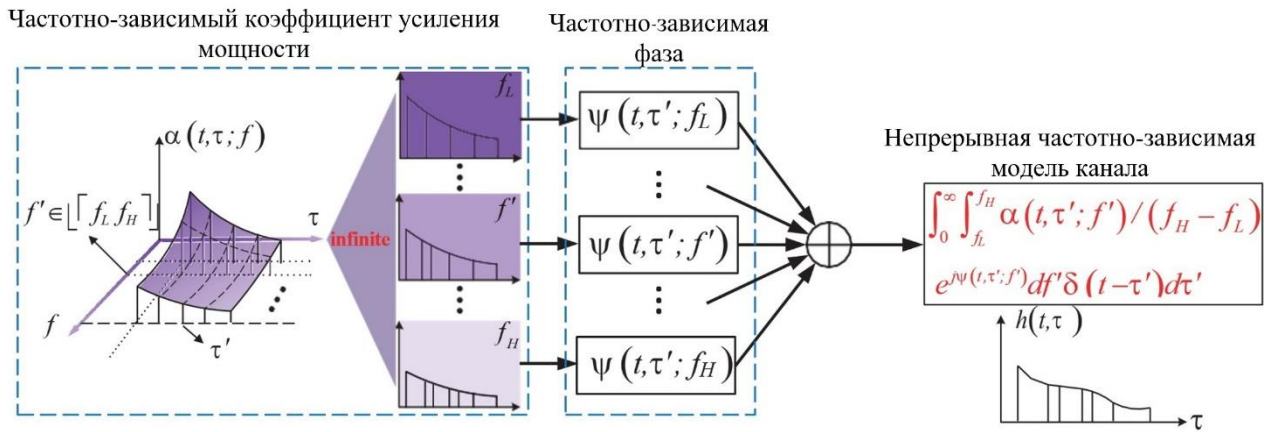 Частотно-зависимый коэффициент усиления
мощности
Частотно-зависимая
фаза
α(t,τ;f)
f'∈⌊⌈f_L f_H⌉⌋
τ
f
τ'
infinite
f_L
f'
f_H
ψ(t,τ';f_L)
ψ(t,τ';f')
ψ(t,τ';f_H)
Непрерывная частотно-зависимая
модель канала
∫_0^∞ ∫_{f_L}^{f_H} α(t,τ';f')/(f_H−f_L)
e^{jψ(t,τ';f')}df'δ(t−τ')dτ'
h(t,τ)
τ